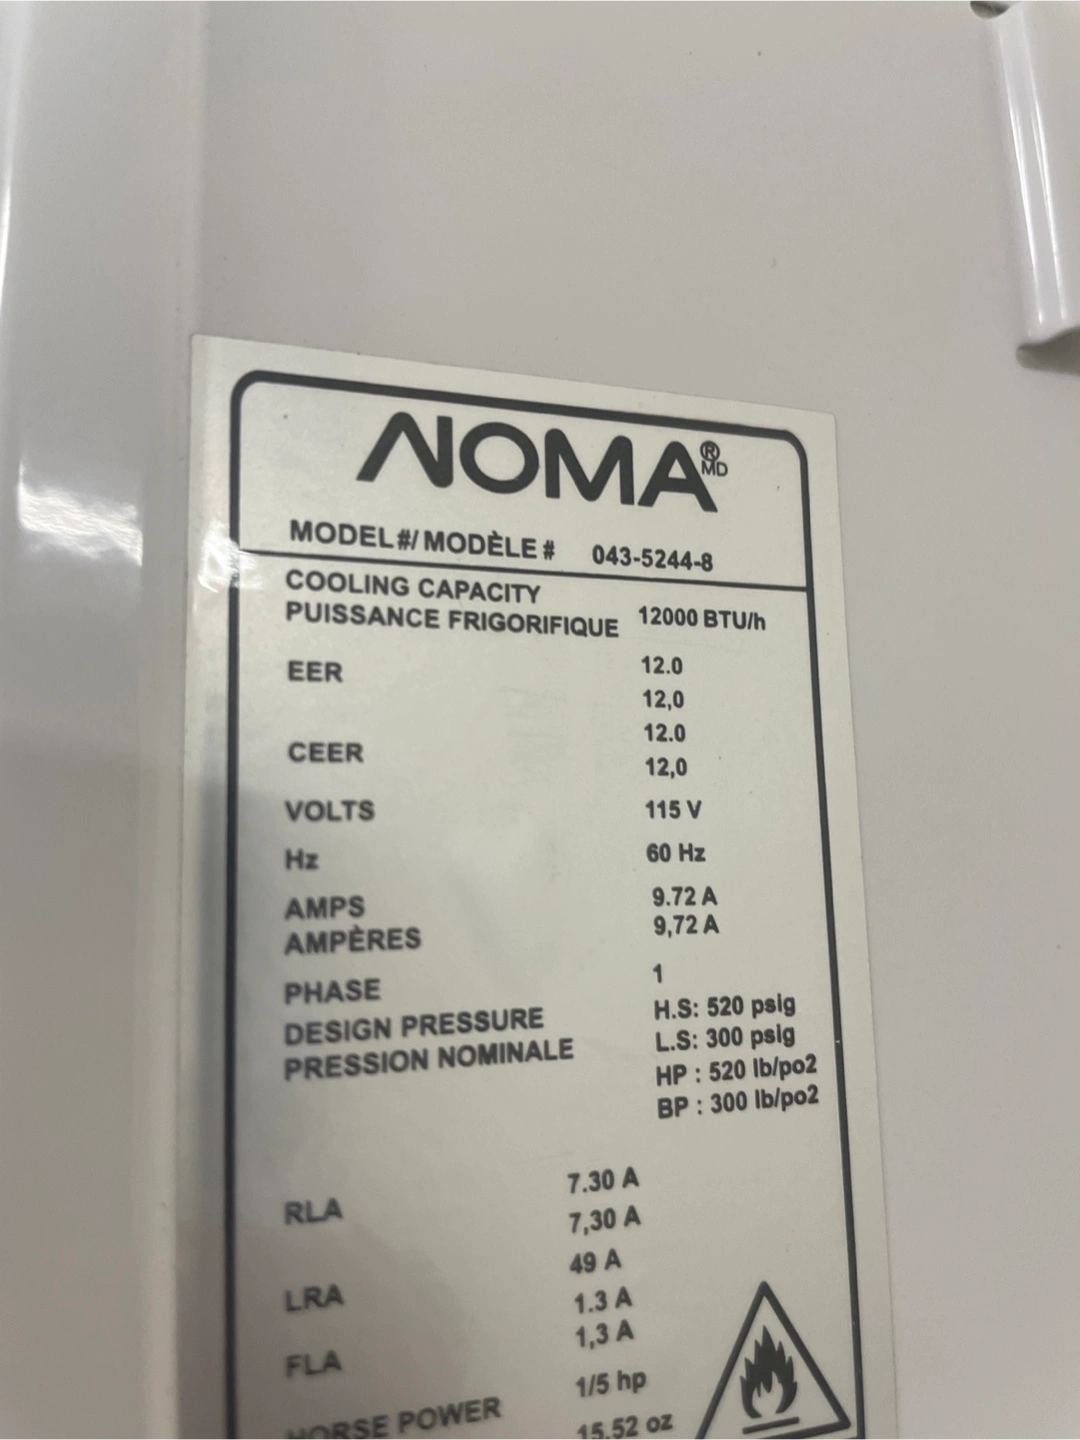 NOMA®MD
MODEL#/MODÈLE # 043-5244-8
COOLING CAPACITY
PUISSANCE FRIGORIFIQUE 12000 BTU/h
EER 12.0
12,0
CEER 12.0
12,0
VOLTS 115 V
Hz 60 Hz
AMPS 9.72 A
AMPÈRES 9,72 A
PHASE 1
DESIGN PRESSURE H.S: 520 psig
PRESSION NOMINALE L.S: 300 psig
HP : 520 lb/po2
BP : 300 lb/po2
RLA 7.30 A
7,30 A
LRA 49 A
FLA 1.3 A
1,3 A
HORSE POWER 1/5 hp
15.52 oz